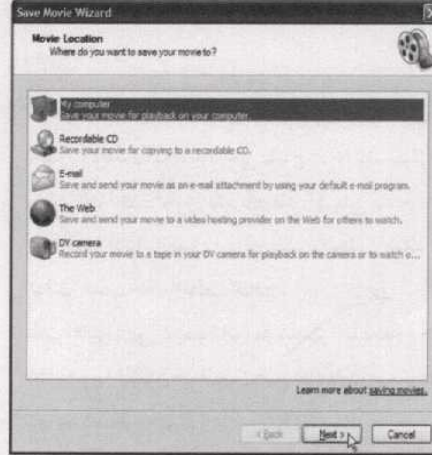 Save Movie Wizard
Movie Location
Where do you want to save your movie to?
My computer
Save your movie for playback on your computer.
Recordable CD
Save your movie for copying to a recordable CD.
E-mail
Save and send your movie as an e-mail attachment by using your default e-mail program.
The Web
Save and send your movie to a video hosting provider on the Web for others to watch.
DV camera
Record your movie to a tape in your DV camera for playback on the camera or to watch o...
Learn more about saving movies.
< Back Next > Cancel